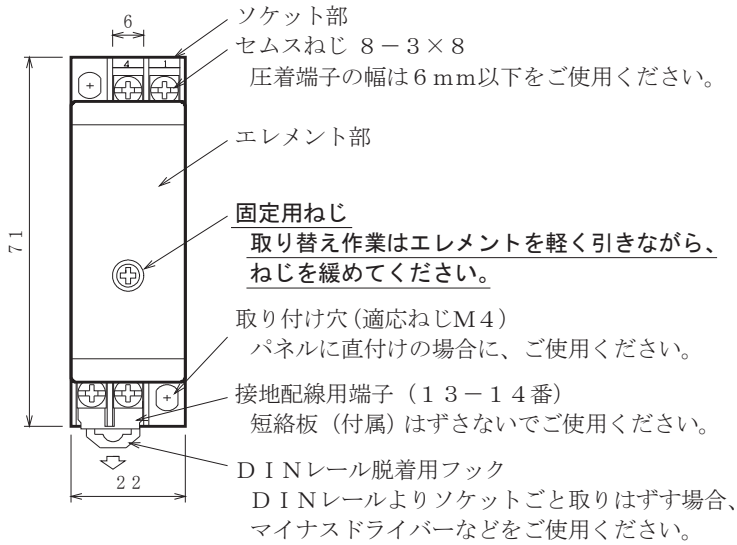 6
ソケット部
セムスねじ ８－３×８
圧着端子の幅は６ｍｍ以下をご使用ください。
4 1
エレメント部
71
固定用ねじ
取り替え作業はエレメントを軽く引きながら、
ねじを緩めてください。
取り付け穴（適応ねじＭ４）
パネルに直付けの場合に、ご使用ください。
接地配線用端子（１３－１４番）
短絡板（付属）はずさないでご使用ください。
ＤＩＮレール脱着用フック
ＤＩＮレールよりソケットごと取りはずす場合、
マイナスドライバーなどをご使用ください。
22